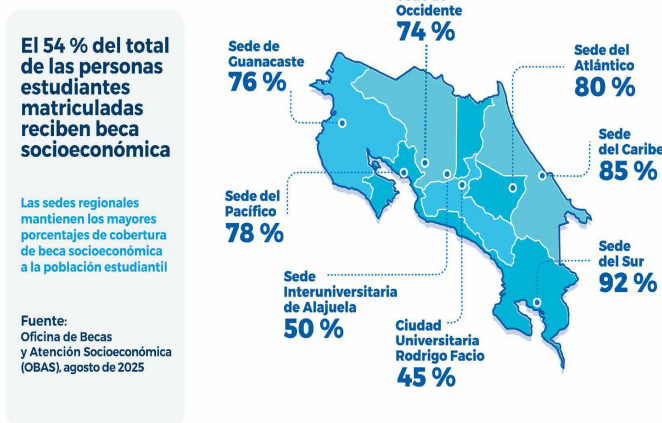 El 54 % del total
de las personas
estudiantes
matriculadas
reciben beca
socioeconómica
Las sedes regionales
mantienen los mayores
porcentajes de cobertura
de beca socioeconómica
a la población estudiantil
Fuente:
Oficina de Becas
y Atención Socioeconómica
(OBAS), agosto de 2025
Occidente
74 %
Sede de
Guanacaste
76 %
Sede del
Atlántico
80 %
Sede
del Caribe
85 %
Sede del
Pacífico
78 %
Sede
del Sur
92 %
Sede
Interuniversitaria
de Alajuela
50 %
Ciudad
Universitaria
Rodrigo Facio
45 %